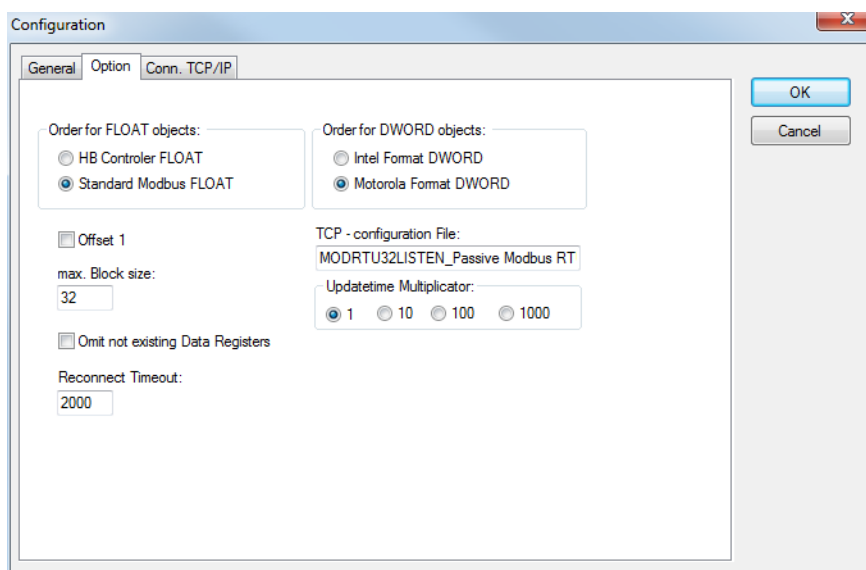 Configuration
General Option Conn. TCP/IP
OK
Cancel
Order for FLOAT objects:
HB Controler FLOAT
Standard Modbus FLOAT
Order for DWORD objects:
Intel Format DWORD
Motorola Format DWORD
Offset 1
max. Block size:
32
Omit not existing Data Registers
Reconnect Timeout:
2000
TCP - configuration File:
MODRTU32LISTEN_Passive Modbus RT
Updatetime Multiplicator:
1 10 100 1000